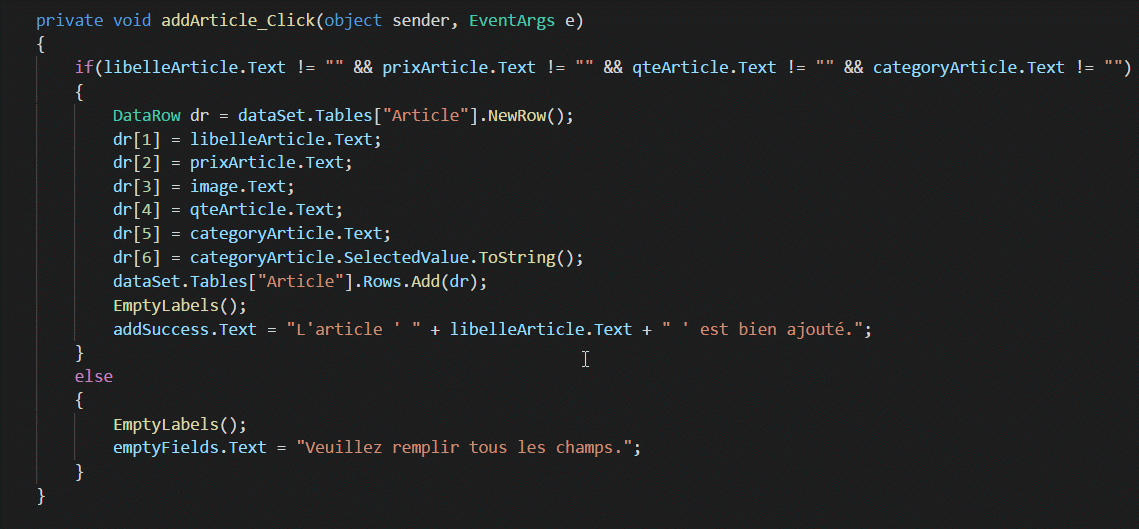 private void addArticle_Click(object sender, EventArgs e)
{
if(libelleArticle.Text != "" && prixArticle.Text != "" && qteArticle.Text != "" && categoryArticle.Text != "")
{
DataRow dr = dataSet.Tables["Article"].NewRow();
dr[1] = libelleArticle.Text;
dr[2] = prixArticle.Text;
dr[3] = image.Text;
dr[4] = qteArticle.Text;
dr[5] = categoryArticle.Text;
dr[6] = categoryArticle.SelectedValue.ToString();
dataSet.Tables["Article"].Rows.Add(dr);
EmptyLabels();
addSuccess.Text = "L'article ' " + libelleArticle.Text + " ' est bien ajouté.";
}
else
{
EmptyLabels();
emptyFields.Text = "Veuillez remplir tous les champs.";
}
}